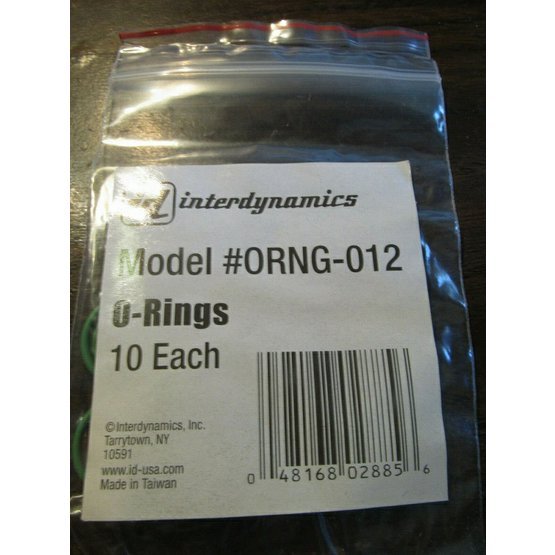 interdynamics
Model #ORNG-012
O-Rings
10 Each
© Interdynamics, Inc.
Tarrytown, NY
10591
www.id-usa.com
Made in Taiwan
0 48168 02885 6